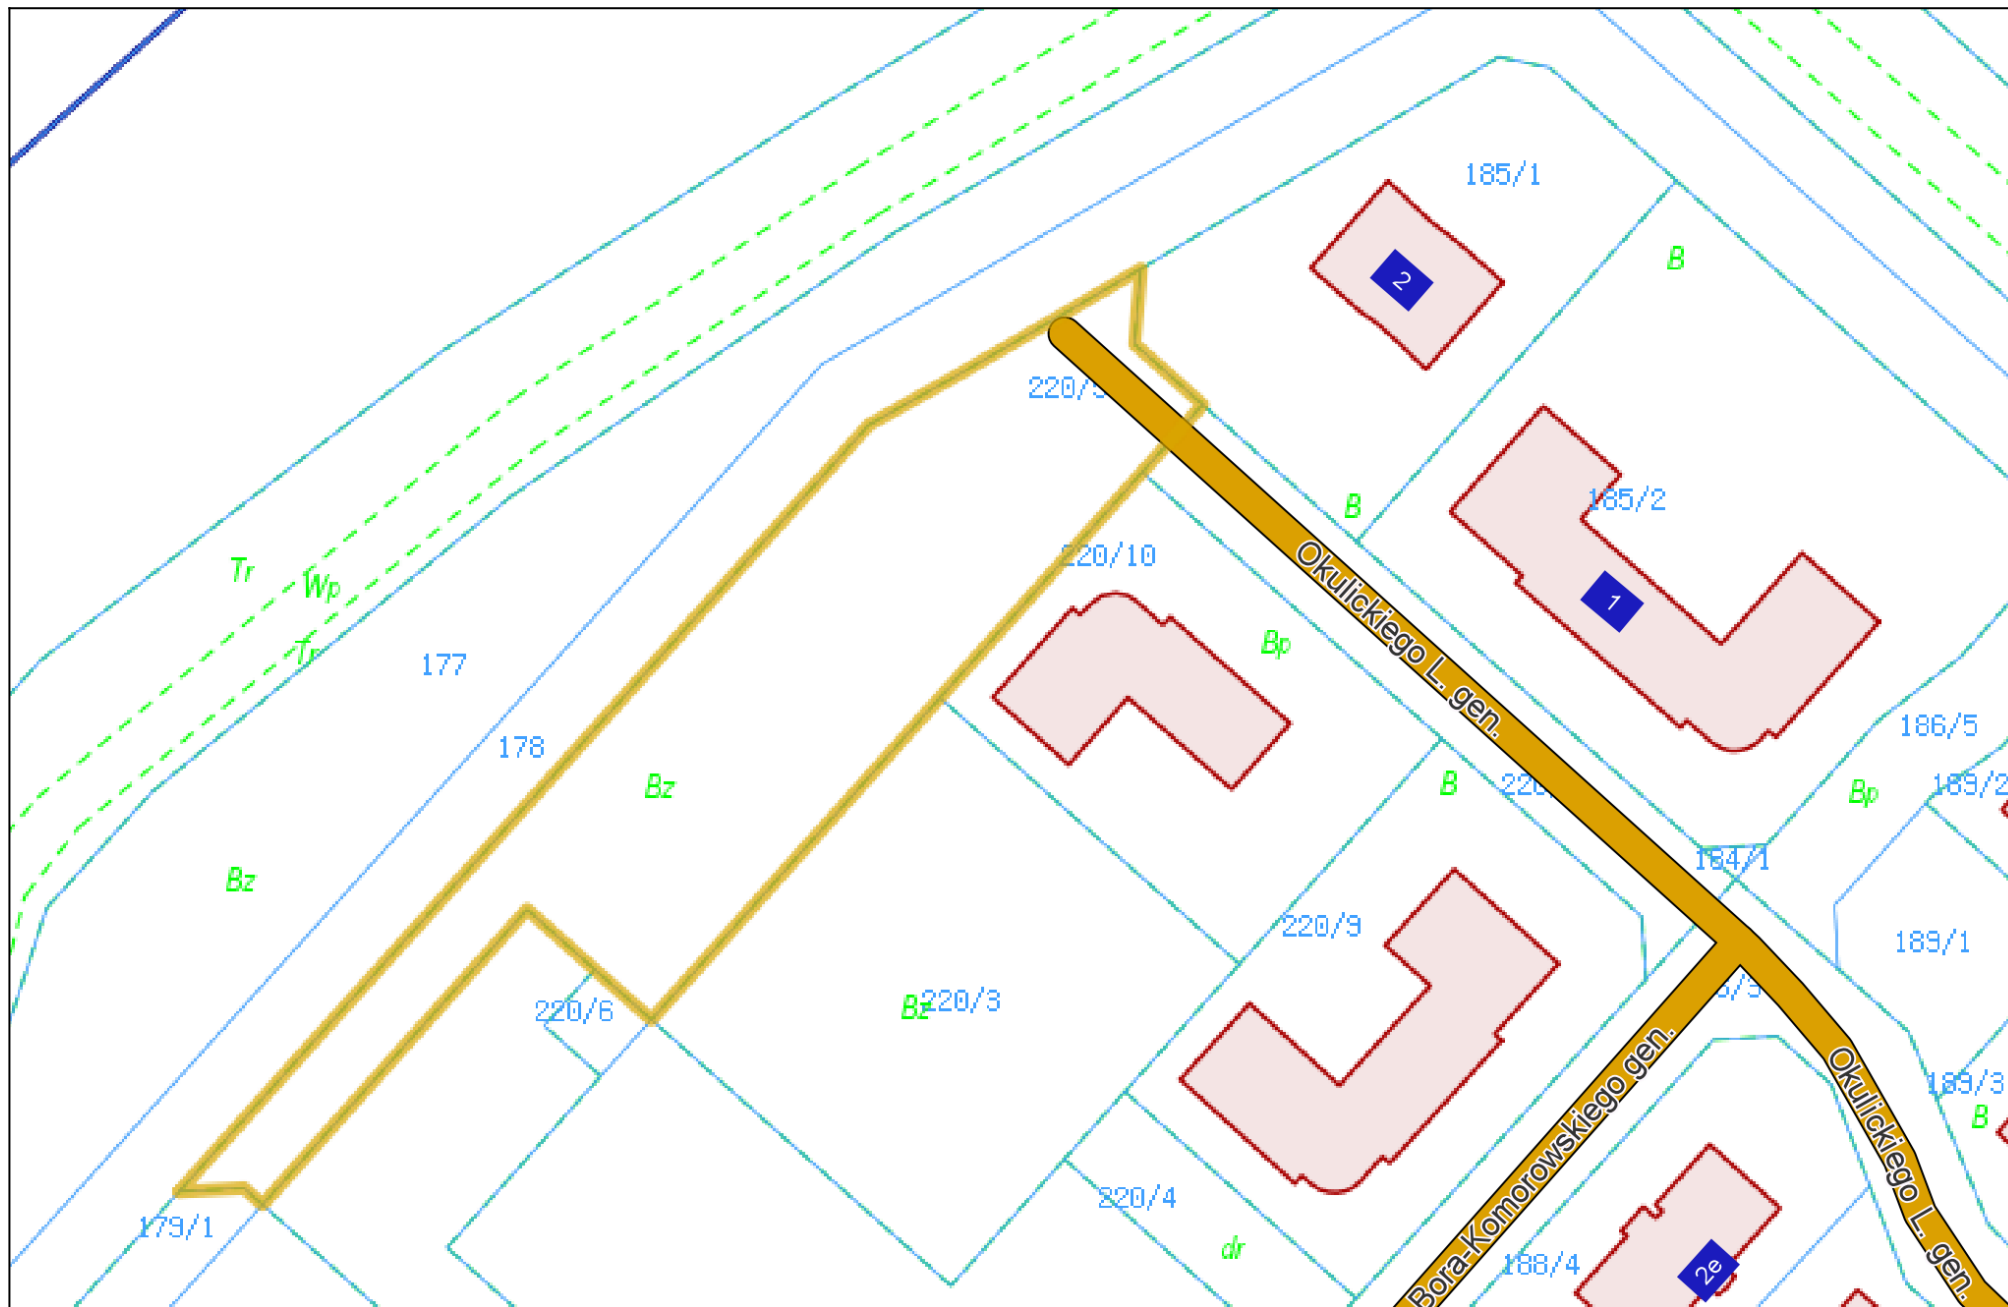 185/1
B
2
220/
B
185/2
220/10
Tr
Wp
1
Okulickiego L. gen.
Tr
Bp
177
186/5
178
Bz
B
220
Bp
189/2
184/1
Bz
220/9
189/1
220/6
Bz
220/3
Bora-Komorowskiego gen.
Okulickiego L. gen.
189/3
B
220/4
179/1
dr
188/4
2e